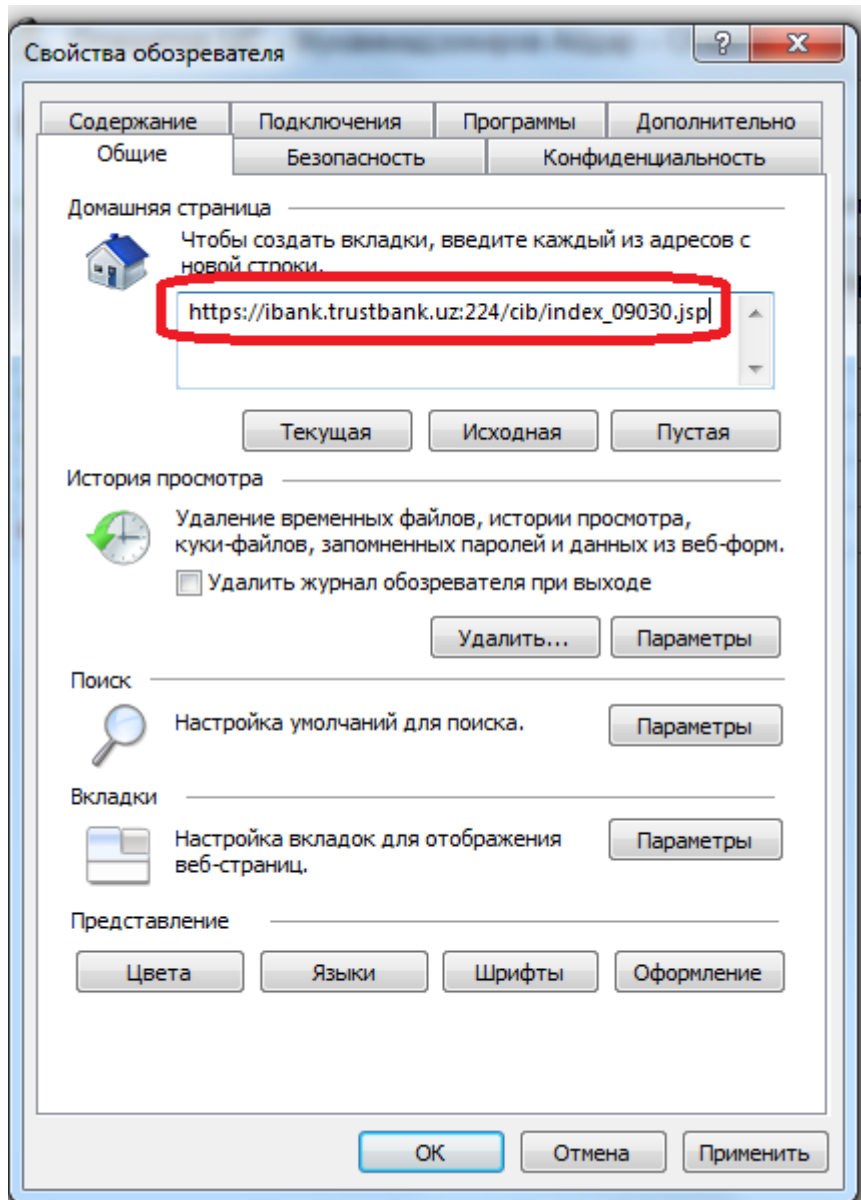 Свойства обозревателя
Содержание Подключения Программы Дополнительно
Общие Безопасность Конфиденциальность
Домашняя страница
Чтобы создать вкладки, введите каждый из адресов с
новой строки.
https://ibank.trustbank.uz:224/cib/index_09030.jsp
Текущая Исходная Пустая
История просмотра
Удаление временных файлов, истории просмотра,
куки-файлов, запомненных паролей и данных из веб-форм.
Удалить журнал обозревателя при выходе
Удалить... Параметры
Поиск
Настройка умолчаний для поиска. Параметры
Вкладки
Настройка вкладок для отображения
веб-страниц.
Параметры
Представление
Цвета Языки Шрифты Оформление
ОК Отмена Применить